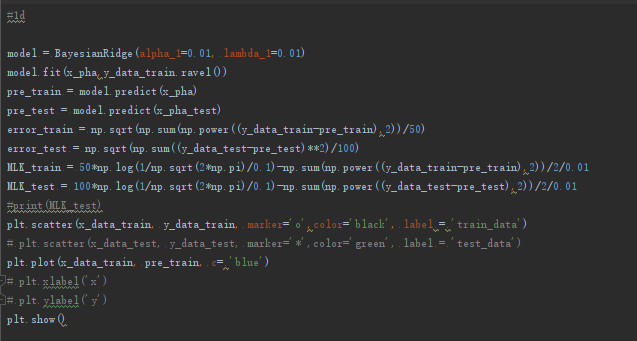 #1d
model = BayesianRidge(alpha_1=0.01, lambda_1=0.01)
model.fit(x_pha,y_data_train.ravel())
pre_train = model.predict(x_pha)
pre_test = model.predict(x_pha_test)
error_train = np.sqrt(np.sum(np.power((y_data_train-pre_train),2))/50)
error_test = np.sqrt(np.sum((y_data_test-pre_test)**2)/100)
MLK_train = 50*np.log(1/np.sqrt(2*np.pi)/0.1)-np.sum(np.power((y_data_train-pre_train),2))/2/0.01
MLK_test = 100*np.log(1/np.sqrt(2*np.pi)/0.1)-np.sum(np.power((y_data_test-pre_test),2))/2/0.01
#print(MLK_test)
plt.scatter(x_data_train, y_data_train, marker='o',color='black', label = 'train_data')
# plt.scatter(x_data_test, y_data_test, marker='*',color='green', label = 'test_data')
plt.plot(x_data_train, pre_train, c= 'blue')
# plt.xlabel('x')
# plt.ylabel('y')
plt.show()